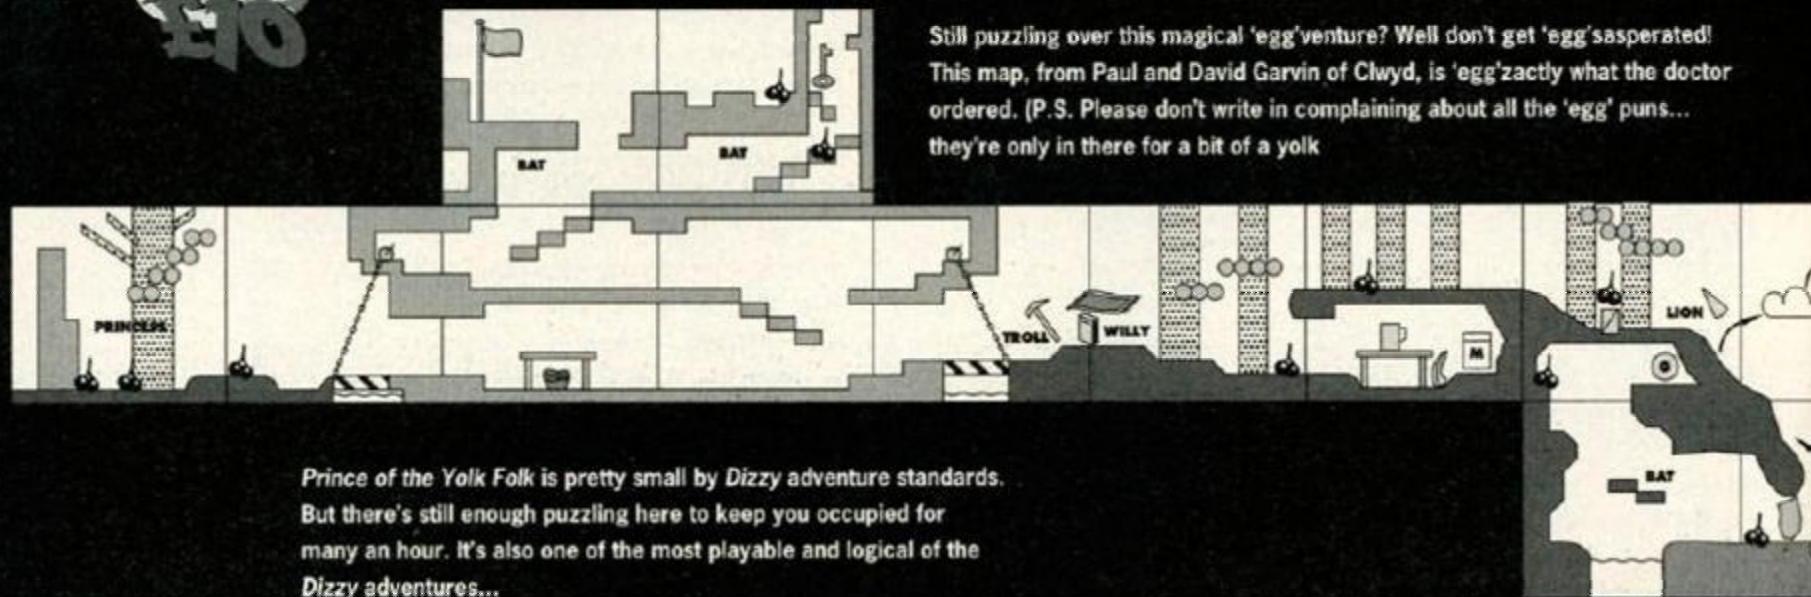 £10
Still puzzling over this magical 'egg'venture? Well don't get 'egg'sasperated!
This map, from Paul and David Garvin of Clwyd, is 'egg'zactly what the doctor
ordered. (P.S. Please don't write in complaining about all the 'egg' puns...
they're only in there for a bit of a yolk
BAT
BAT
PRINCESS
TROLL
WILLY
M
LION
BAT
Prince of the Yolk Folk is pretty small by Dizzy adventure standards.
But there's still enough puzzling here to keep you occupied for
many an hour. It's also one of the most playable and logical of the
Dizzy adventures...